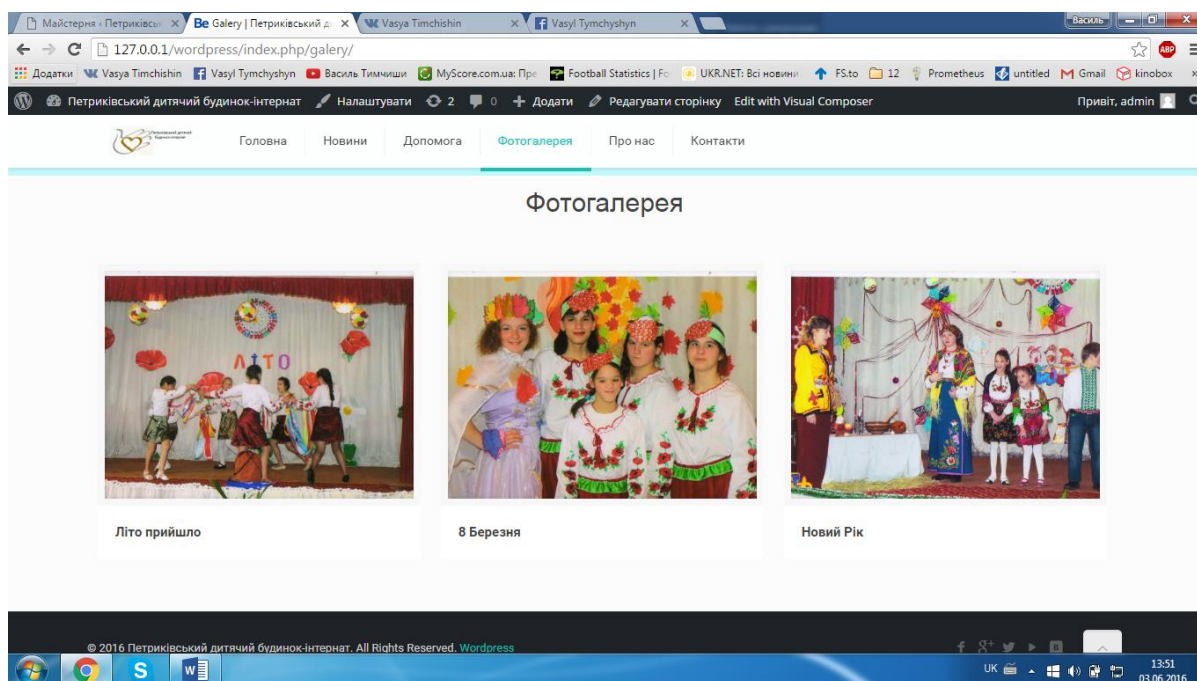 Майстерня « Петриківсь
Galery | Петриківський д
Vasya Timchishin
Vasyl Tymchyshyn
Василь
127.0.0.1/wordpress/index.php/galery/
ABP
Додатки
Vasya Timchishin
Vasyl Tymchyshyn
Василь Тимчиши
MyScore.com.ua: Пре
Football Statistics | Fo
UKR.NET: Всі новини
FS.to
12
Prometheus
untitled
Gmail
kinobox
Петриківський дитячий будинок-інтернат
Налаштувати
2
0
Додати
Редагувати сторінку
Edit with Visual Composer
Привіт, admin
Головна
Новини
Допомога
Фотогалерея
Про нас
Контакти
Фотогалерея
ЛІТО
Літо прийшло
8 Березня
Новий Рік
© 2016 Петриківський дитячий будинок-інтернат. All Rights Reserved. Wordpress
UK
13:51
03.06.2016